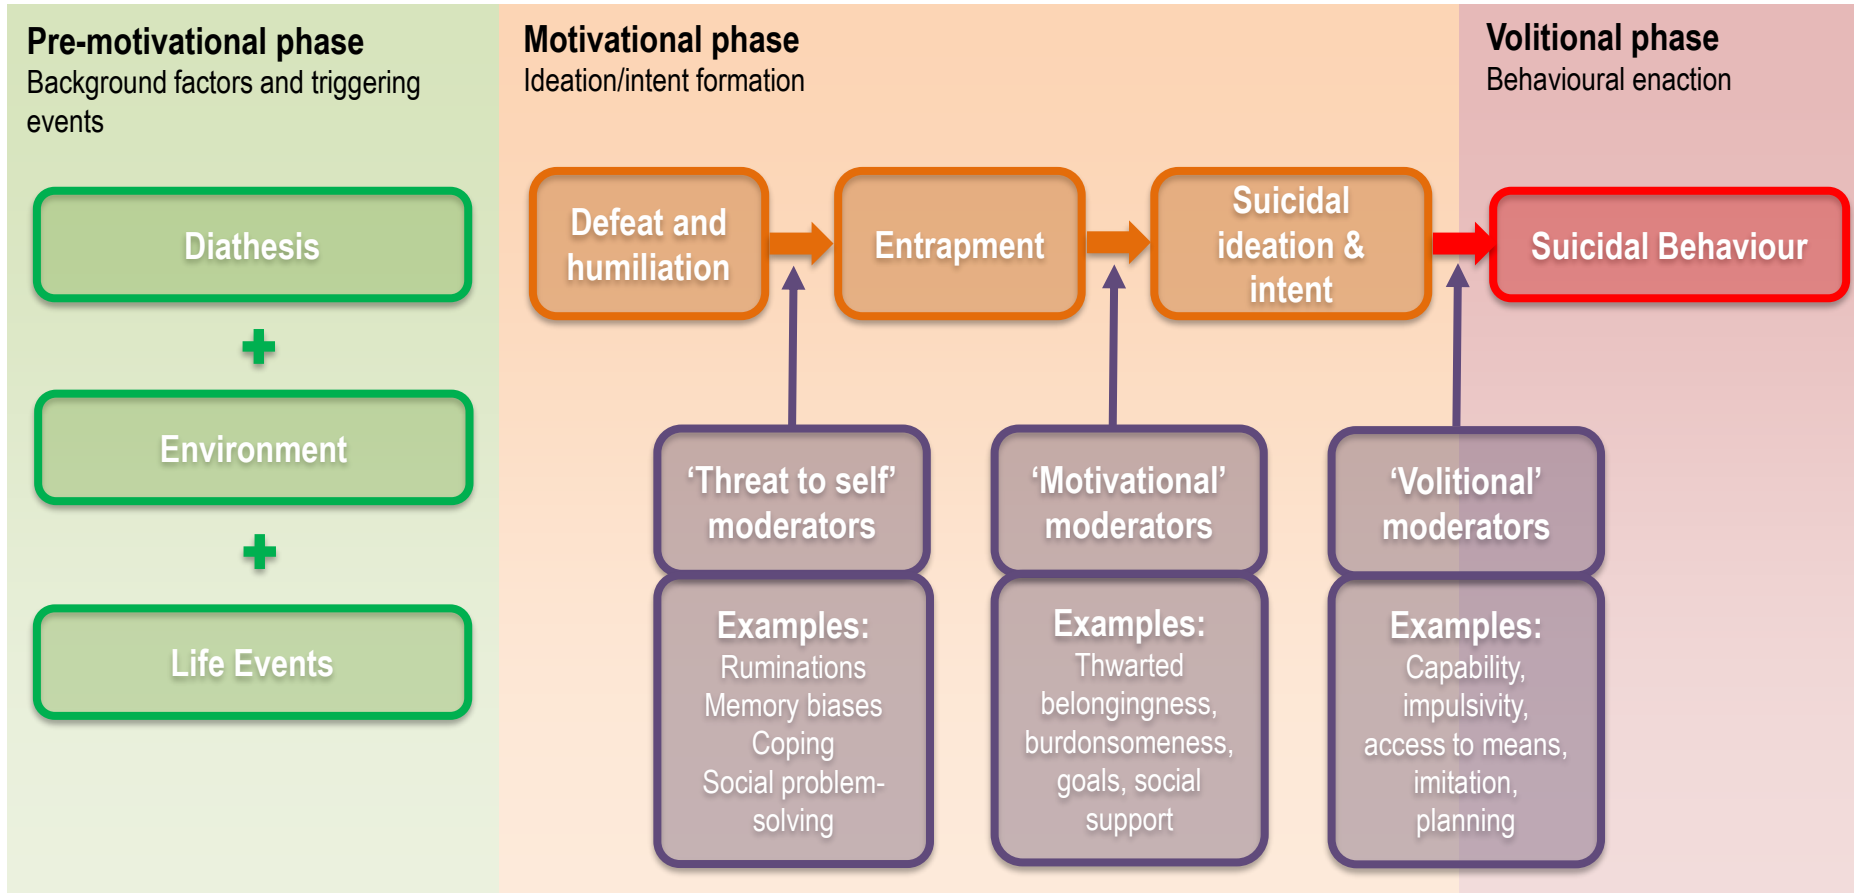 Pre-motivational phase
Background factors and triggering
events
Diathesis
Environment
Life Events
Motivational phase
Ideation/intent formation
Defeat and
humiliation
Entrapment
Suicidal
ideation &
intent
‘Threat to self’
moderators
Examples:
Ruminations
Memory biases
Coping
Social problem-
solving
‘Motivational’
moderators
Examples:
Thwarted
belongingness,
burdonsomeness,
goals, social
support
‘Volitional’
moderators
Examples:
Capability,
impulsivity,
access to means,
imitation,
planning
Volitional phase
Behavioural enaction
Suicidal Behaviour